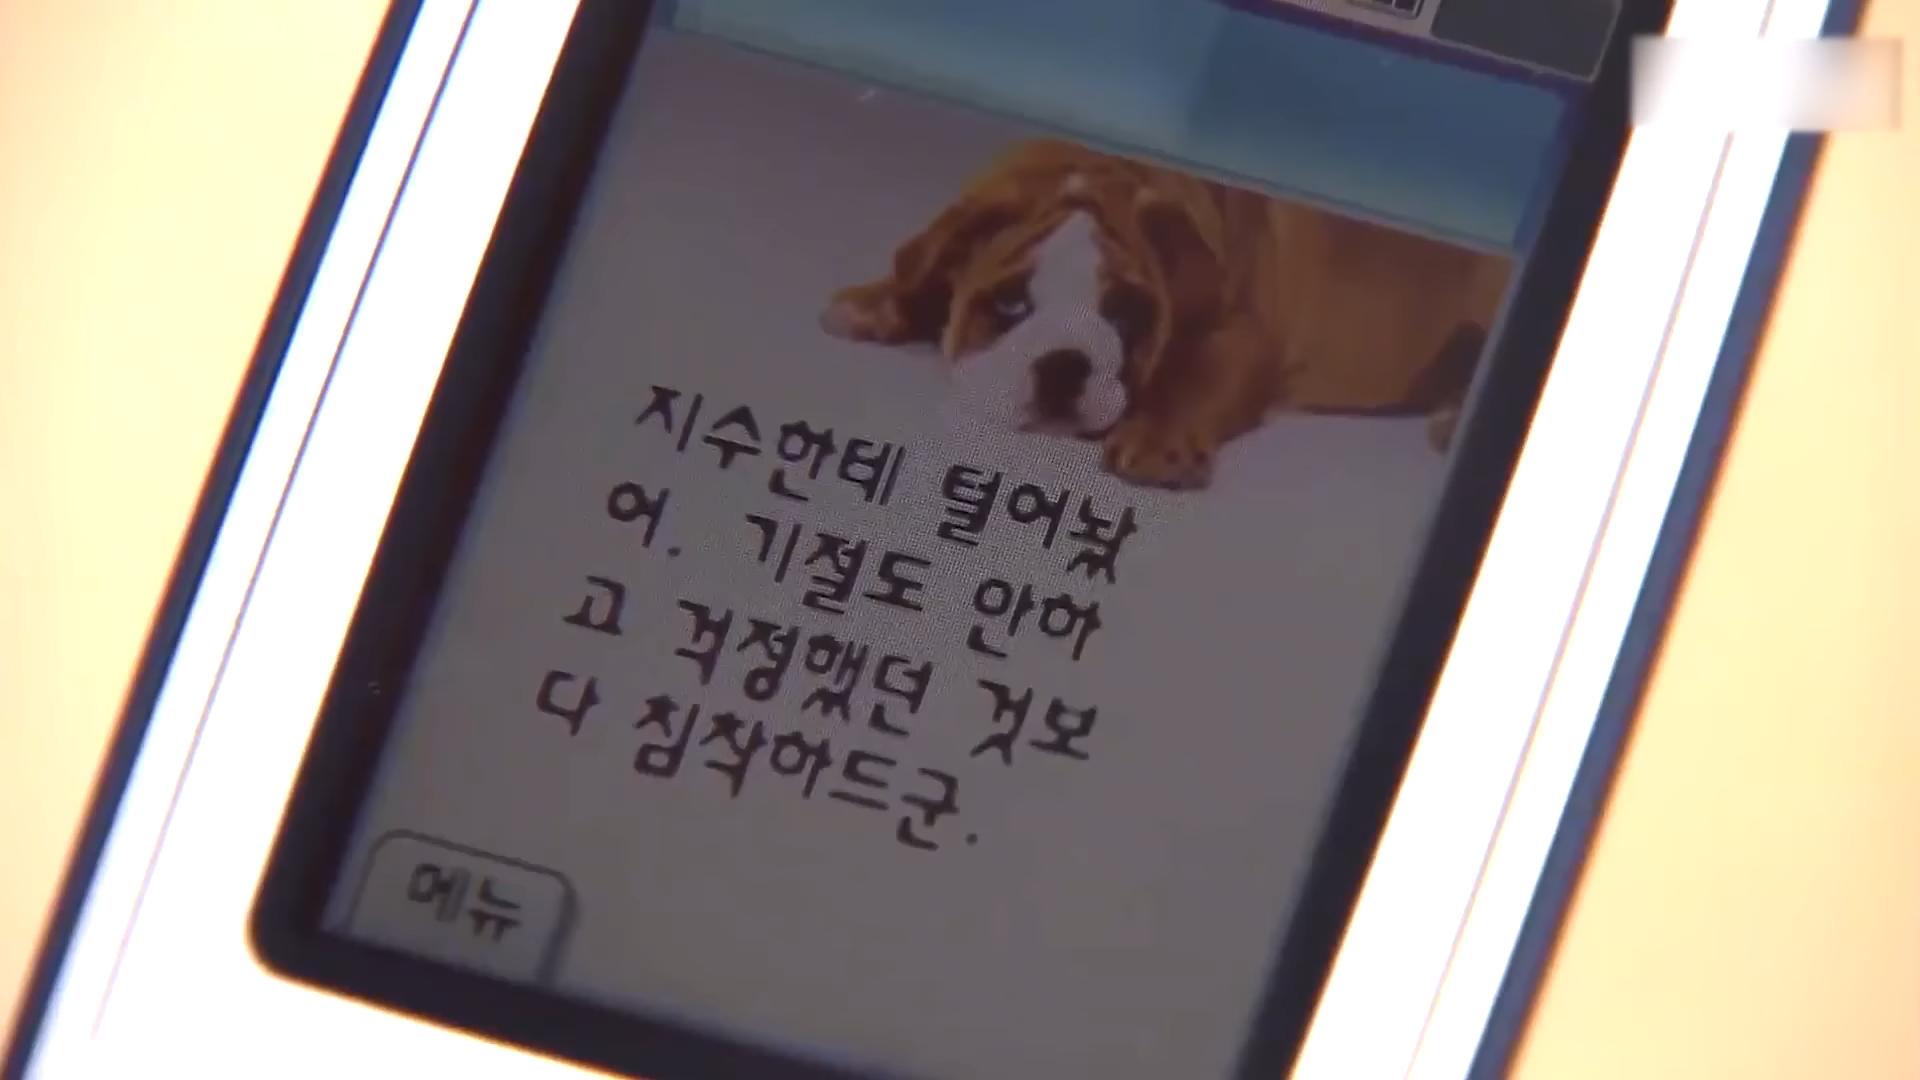 지수한테 털어놨
어. 기절도 안하
고 걱정했던 것보
다 침착하드군.
메뉴